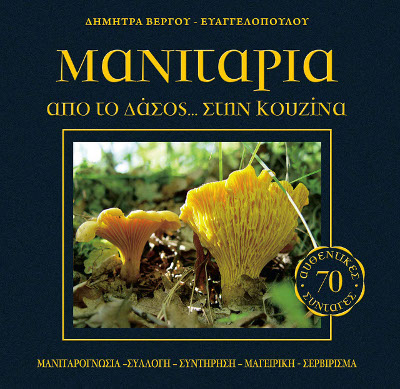 ΔΗΜΗΤΡΑ ΒΕΡΓΟΥ - ΕΥΑΓΓΕΛΟΠΟΥΛΟΥ
ΜΑΝΙΤΑΡΙΑ
ΑΠΟ ΤΟ ΔΑΣΟΣ... ΣΤΗΝ ΚΟΥΖΙΝΑ
ΑΥΘΕΝΤΙΚΕΣ
70
ΣΥΝΤΑΓΕΣ
ΜΑΝΙΤΑΡΟΓΝΩΣΙΑ –ΣΥΛΛΟΓΗ – ΣΥΝΤΗΡΗΣΗ – ΜΑΓΕΙΡΙΚΗ - ΣΕΡΒΙΡΙΣΜΑ